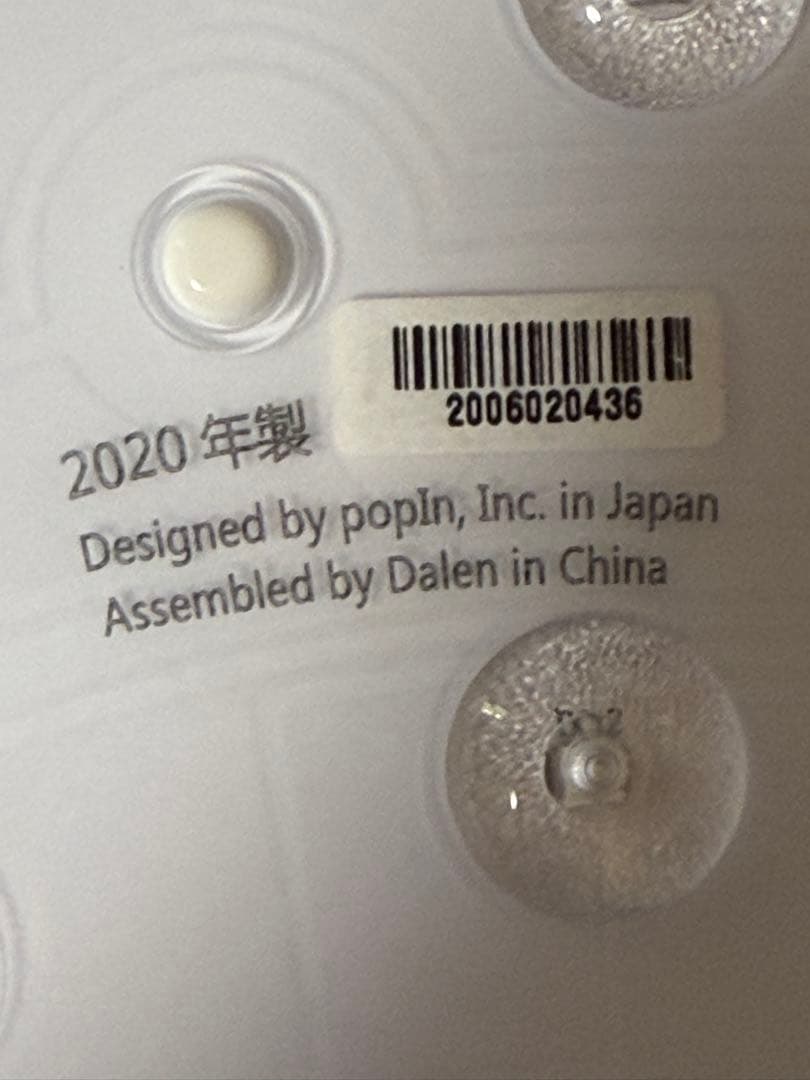 2006020436
2020 年製
Designed by popIn, Inc. in Japan
Assembled by Dalen in China